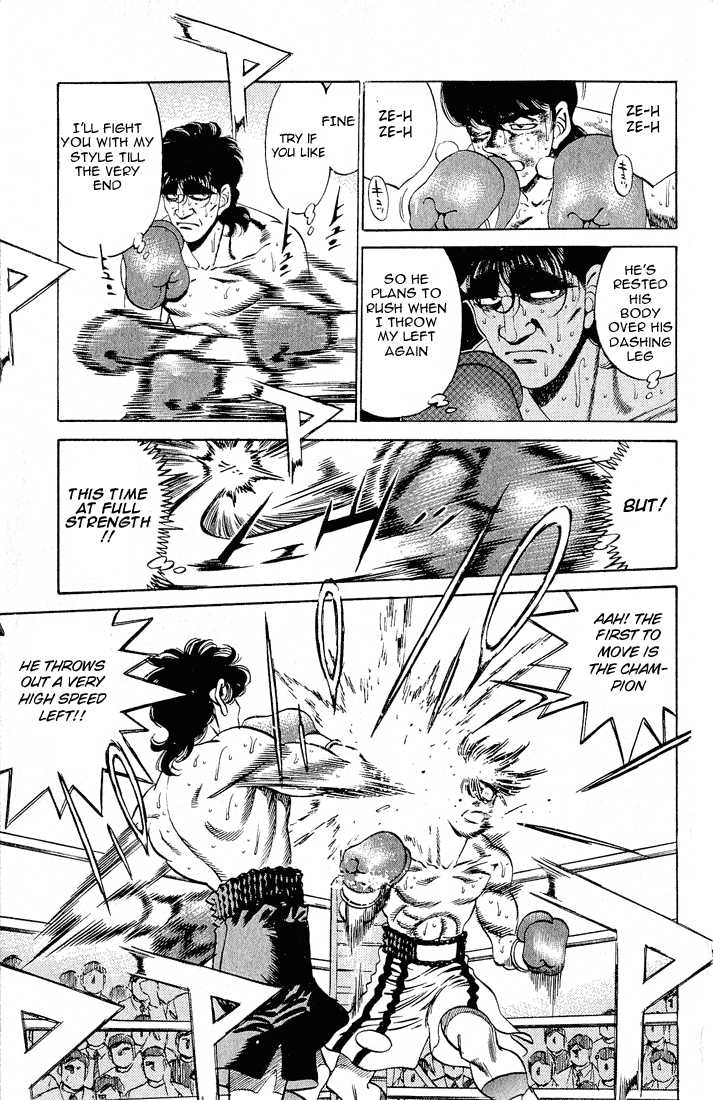 ZE-H
ZE-H
ZE-H
ZE-H
HE'S
RESTED
HIS
BODY
OVER HIS
DASHING
LEG
SO HE
PLANS TO
RUSH WHEN
I THROW
MY LEFT
AGAIN
FINE
TRY IF
YOU LIKE
I'LL FIGHT
YOU WITH MY
STYLE TILL
THE VERY
END
P
P
P
BUT!
THIS TIME
AT FULL
STRENGTH
!!
AAH! THE
FIRST TO
MOVE IS
THE CHAM-
PION
HE THROWS
OUT A VERY
HIGH SPEED
LEFT!!
P
P
P